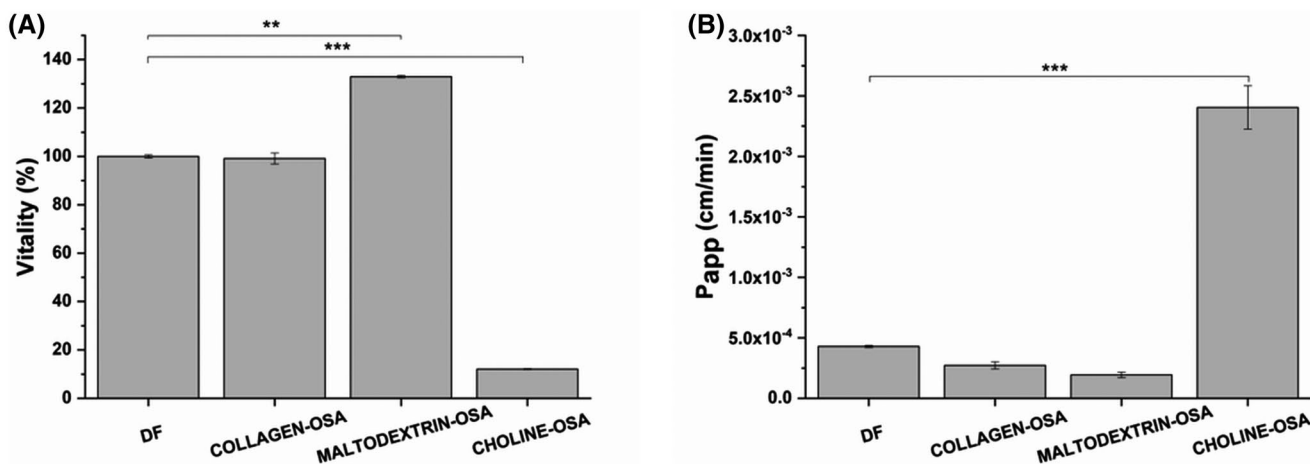 (A)
**
***
140
120
100
80
60
40
20
0
Vitality (%)
DF
COLLAGEN-OSA
MALTODEXTRIN-OSA
CHOLINE-OSA
(B)
***
3.0x10⁻³
2.5x10⁻³
2.0x10⁻³
1.5x10⁻³
1.0x10⁻³
5.0x10⁻⁴
0.0
Papp (cm/min)
DF
COLLAGEN-OSA
MALTODEXTRIN-OSA
CHOLINE-OSA